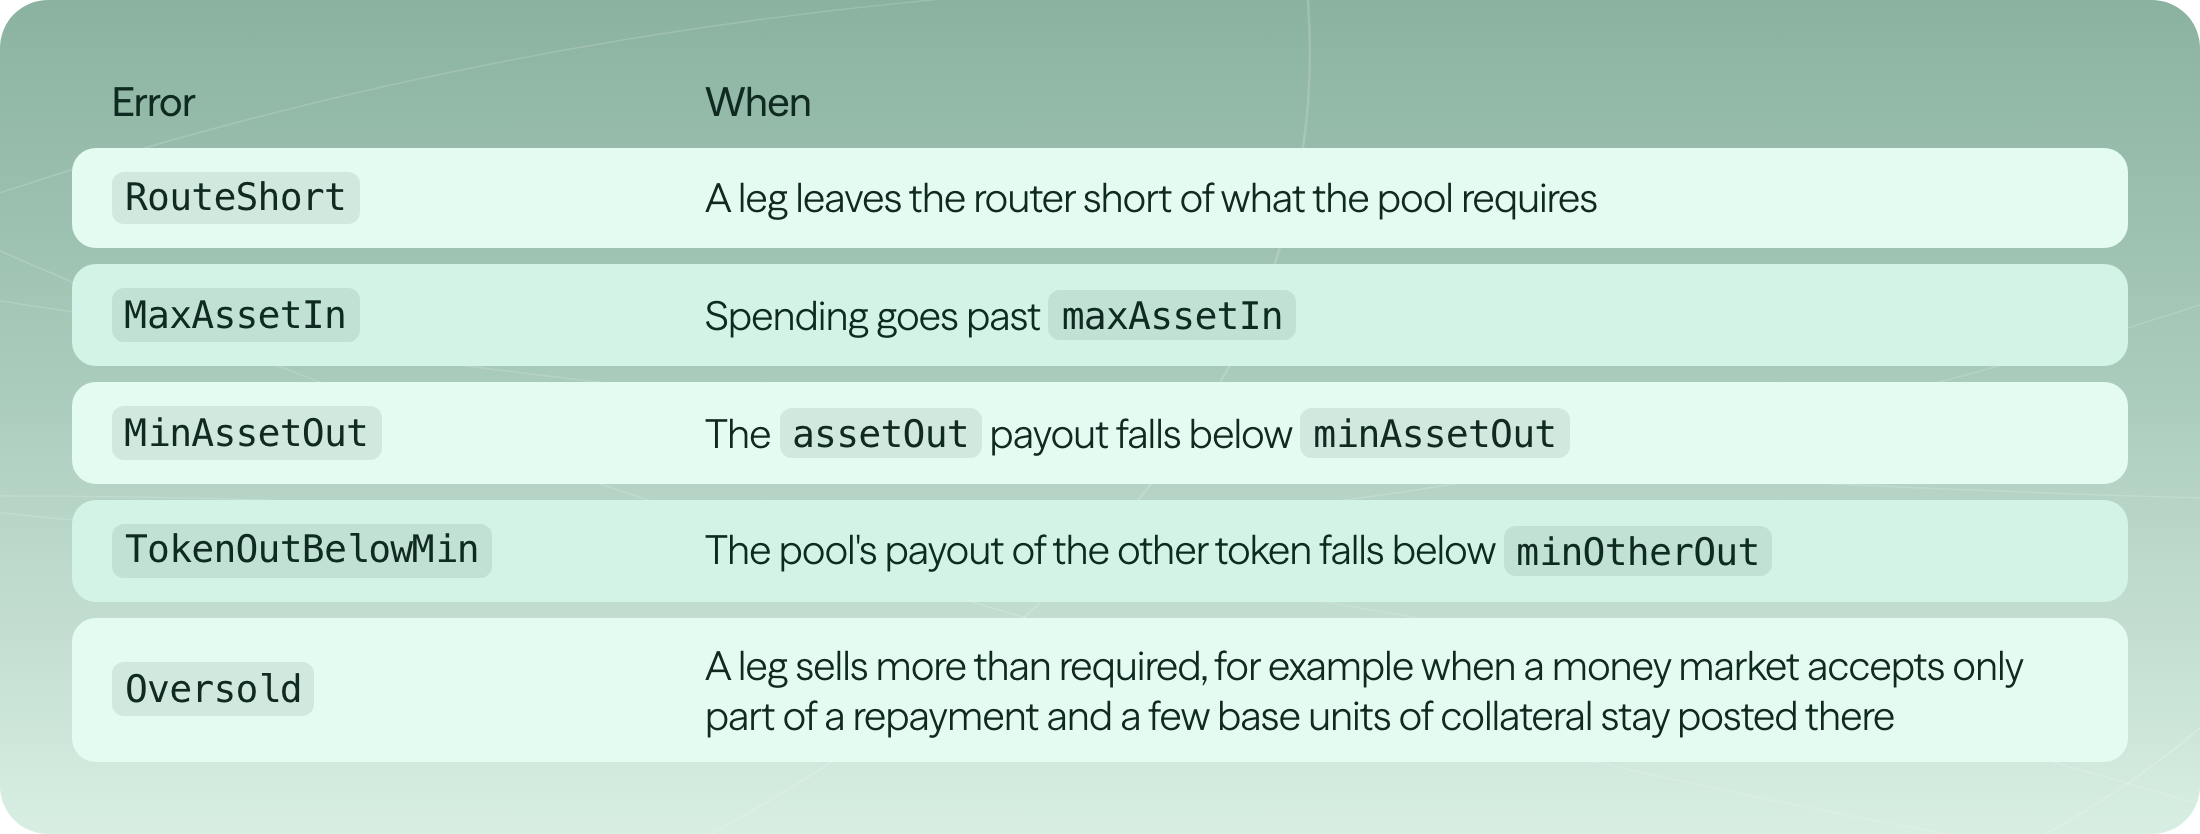 Error When
RouteShort A leg leaves the router short of what the pool requires
MaxAssetIn Spending goes past maxAssetIn
MinAssetOut The assetOut payout falls below minAssetOut
TokenOutBelowMin The pool's payout of the other token falls below minOtherOut
Oversold A leg sells more than required, for example when a money market accepts only
part of a repayment and a few base units of collateral stay posted there